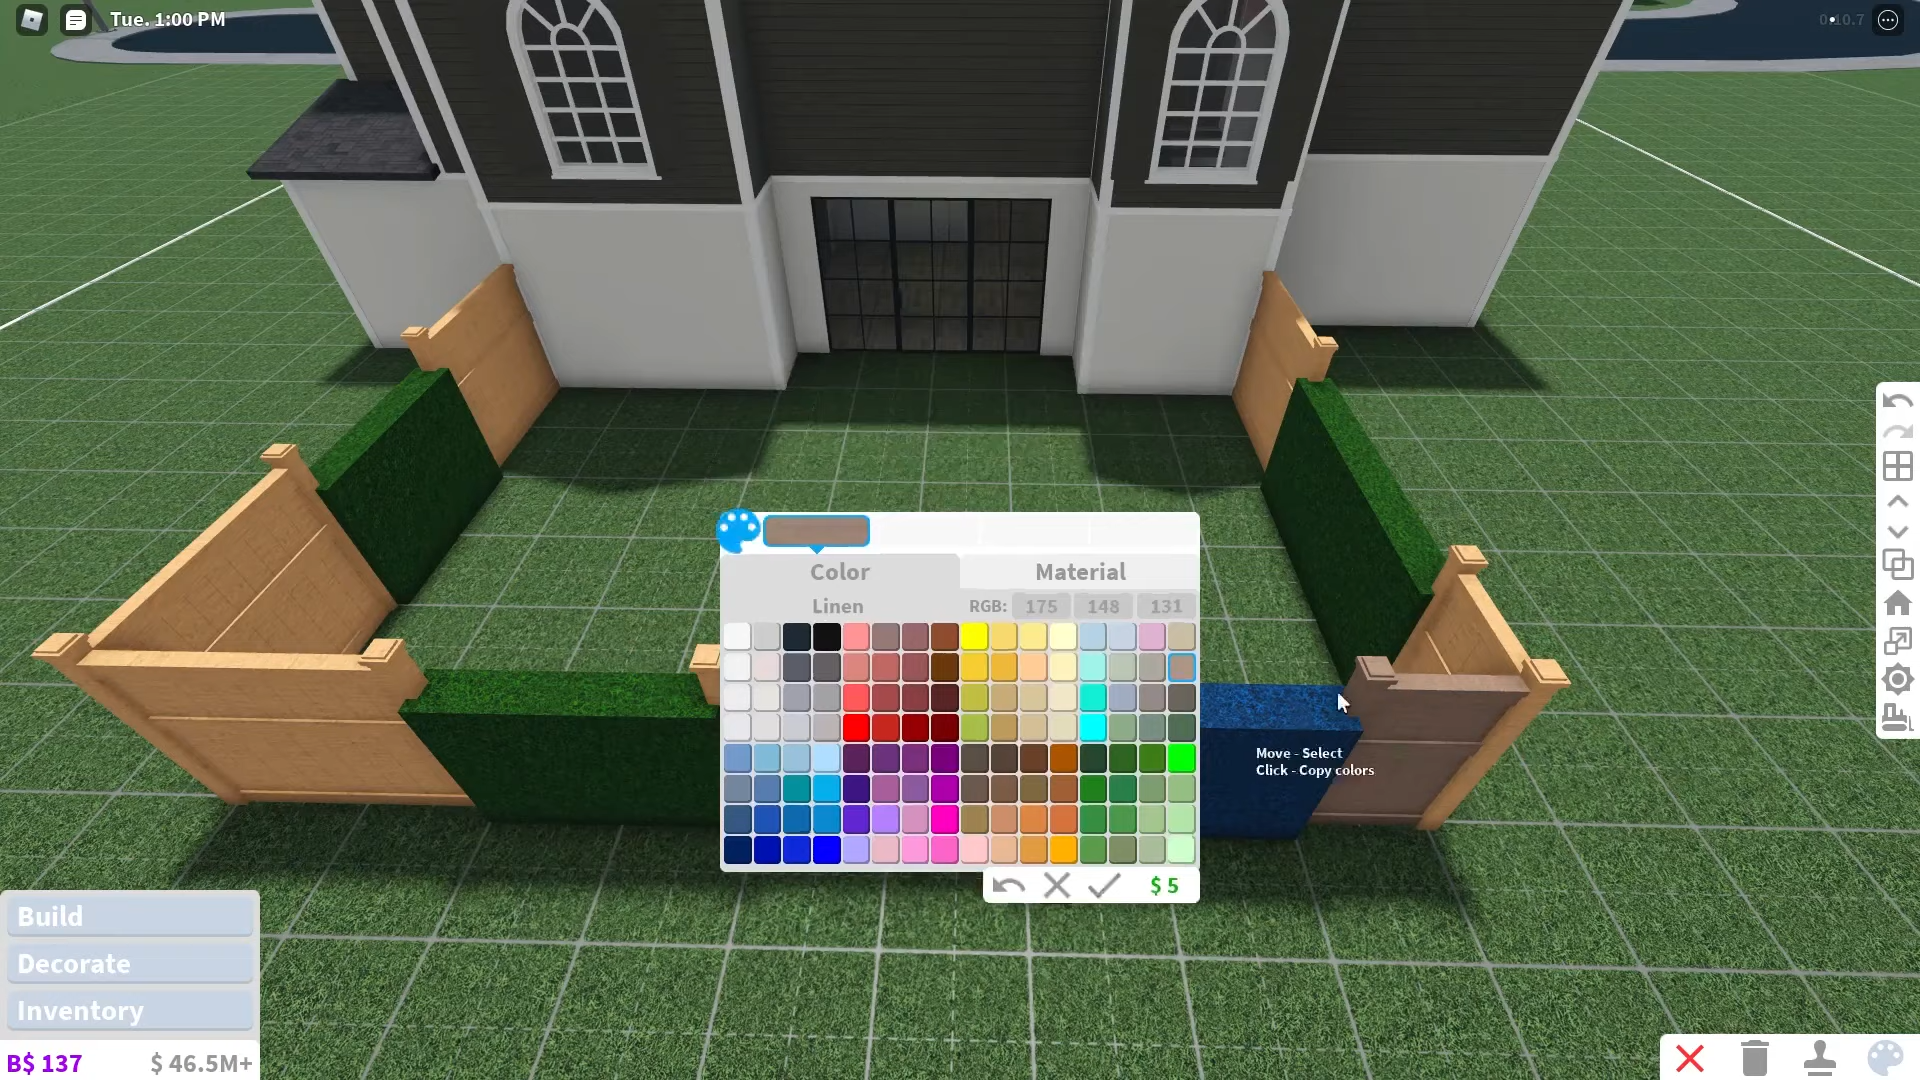 Tue. 1:00 PM
Color
Material
Linen
RGB: 175 148 131
Move - Select
Click - Copy colors
$ 5
Build
Decorate
Inventory
B$ 137
$ 46.5M+